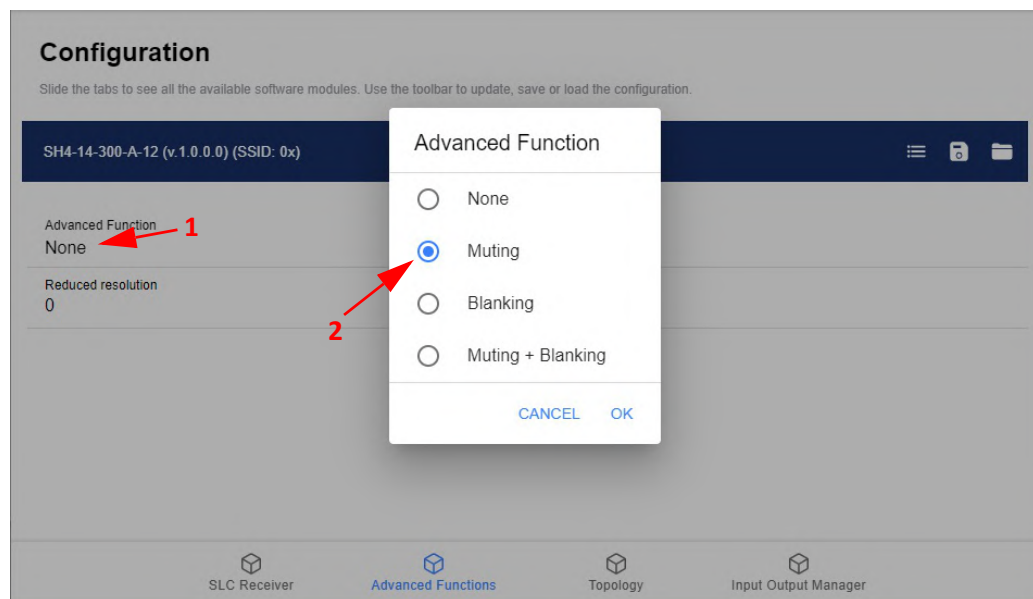 Configuration
Slide the tabs to see all the available software modules. Use the toolbar to update, save or load the configuration.
SH4-14-300-A-12 (v.1.0.0.0) (SSID: 0x)
Advanced Function
None
1
Reduced resolution
0
Advanced Function
None
Muting
Blanking
Muting + Blanking
2
CANCEL OK
SLC Receiver Advanced Functions Topology Input Output Manager